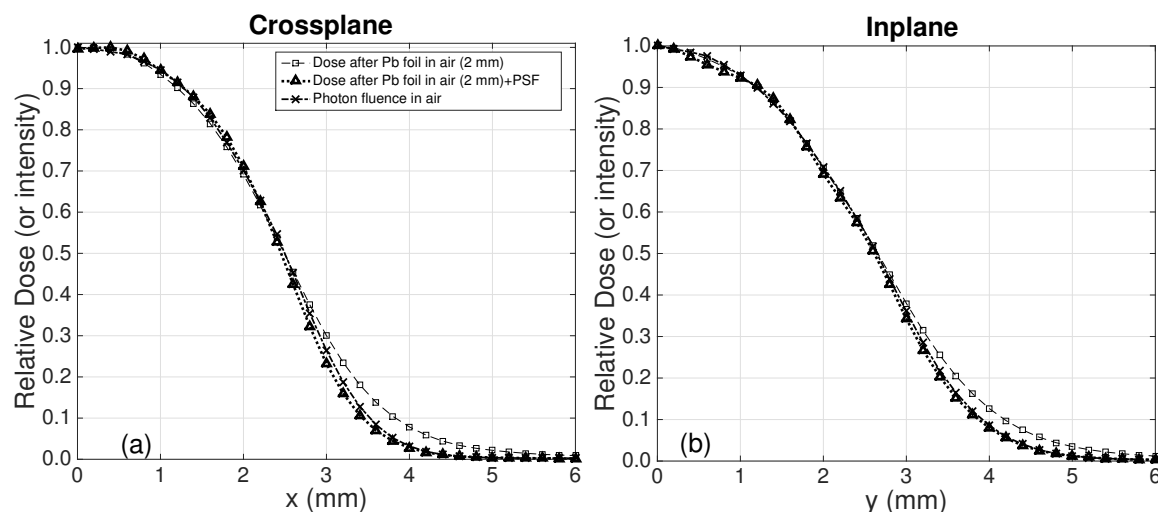 Crossplane
Relative Dose (or intensity)
1.0
0.9
0.8
0.7
0.6
0.5
0.4
0.3
0.2
0.1
0.0
Dose after Pb foil in air (2 mm)
Dose after Pb foil in air (2 mm)+PSF
Photon fluence in air
(a)
0 1 2 3 4 5 6
x (mm)
Inplane
Relative Dose (or intensity)
1.0
0.9
0.8
0.7
0.6
0.5
0.4
0.3
0.2
0.1
0.0
(b)
0 1 2 3 4 5 6
y (mm)